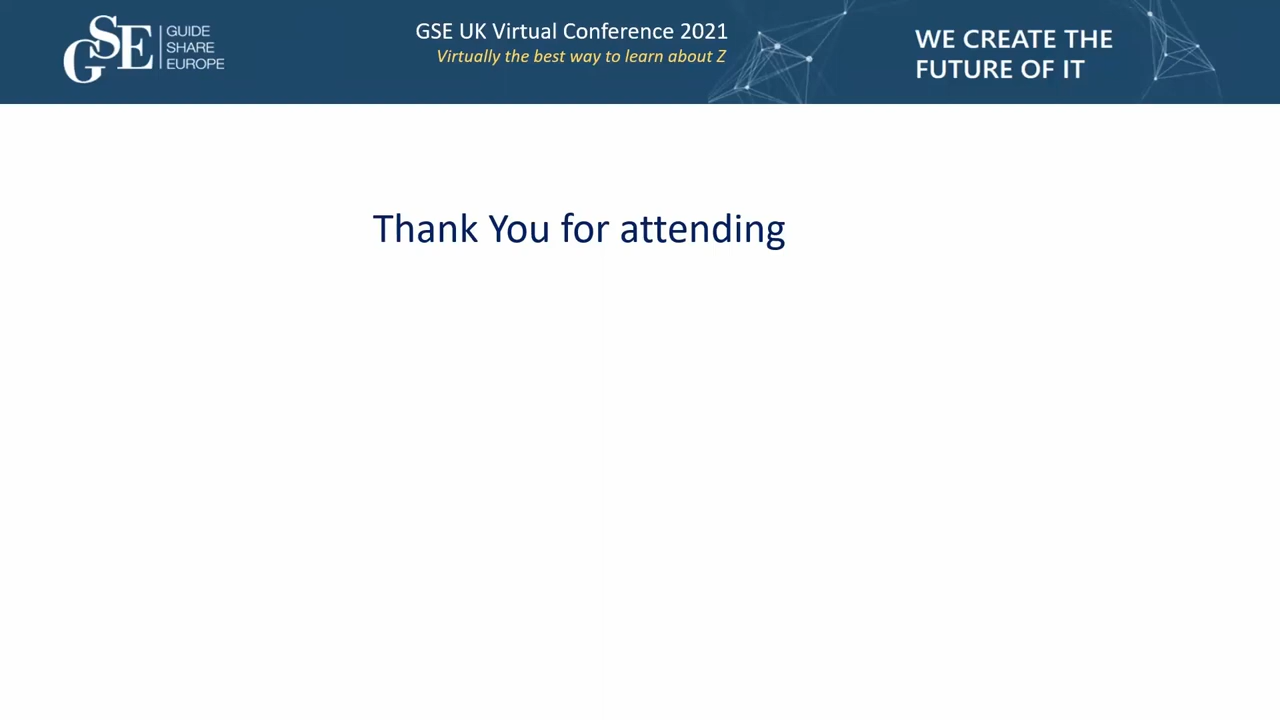 GSE
GUIDE
SHARE
EUROPE
GSE UK Virtual Conference 2021
Virtually the best way to learn about Z
WE CREATE THE
FUTURE OF IT
Thank You for attending